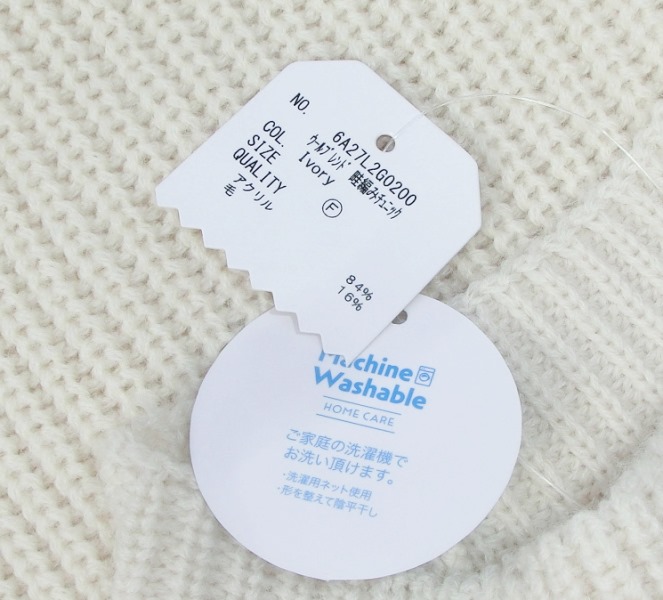 NO. 6A27L2G0200
ｳｰﾙﾌﾞﾚﾝﾄﾞ 畦編みﾁｭﾆｯｸ
COL. Ivory
SIZE Ⓕ
QUALITY
アクリル 84%
毛 16%
Machine
Washable
HOME CARE
ご家庭の洗濯機で
お洗い頂けます。
・洗濯用ネット使用
・形を整えて陰平干し